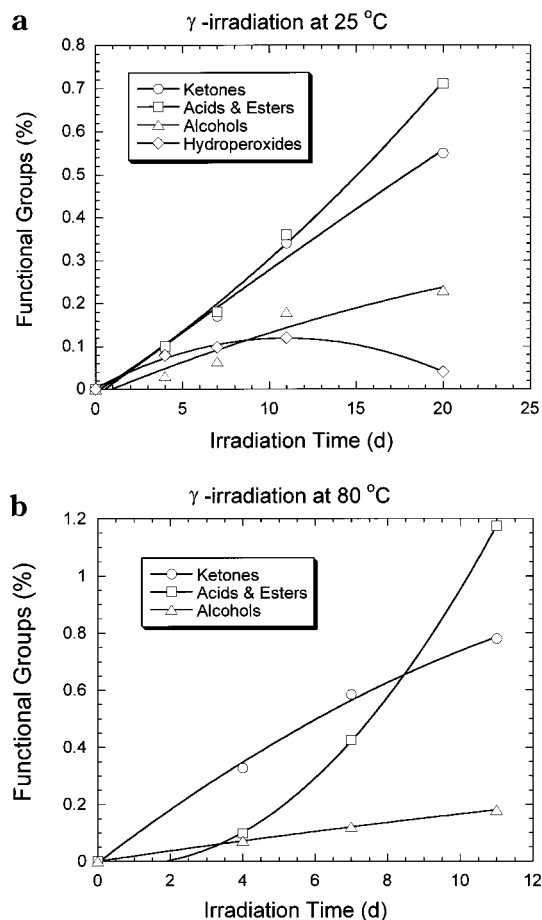 a
γ-irradiation at 25 °C
0.8
0.7
0.6
0.5
0.4
0.3
0.2
0.1
0
Functional Groups (%)
Ketones
Acids & Esters
Alcohols
Hydroperoxides
0 5 10 15 20 25
Irradiation Time (d)
b
γ-irradiation at 80 °C
1.2
1
0.8
0.6
0.4
0.2
0
Functional Groups (%)
Ketones
Acids & Esters
Alcohols
0 2 4 6 8 10 12
Irradiation Time (d)